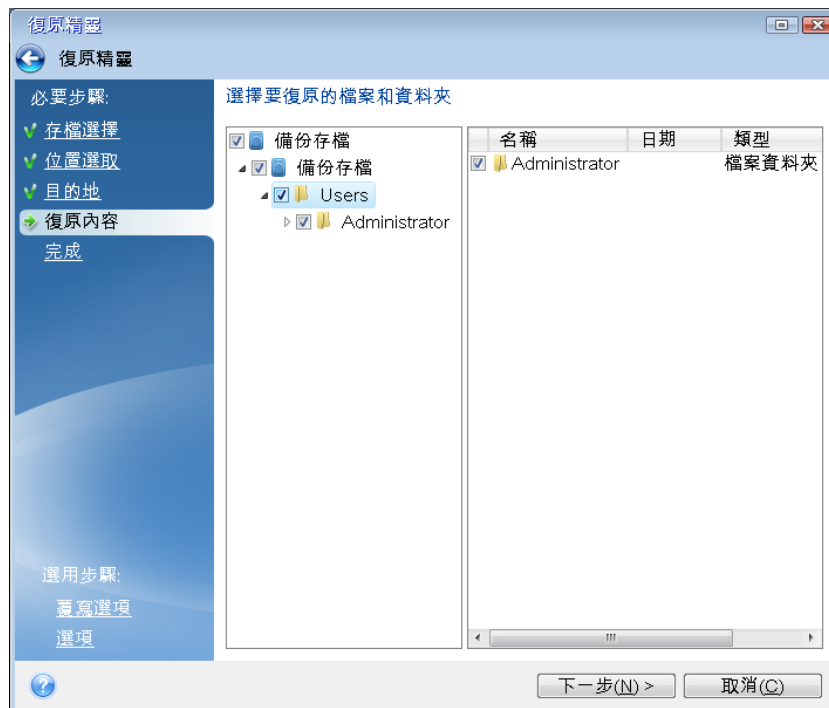 復原精靈
復原精靈
必要步驟:
存檔選擇
位置選取
目的地
復原內容
完成
選用步驟:
覆寫選項
選項
選擇要復原的檔案和資料夾
備份存檔
備份存檔
Users
Administrator
名稱 日期 類型
Administrator 檔案資料夾
下一步(N) >
取消(C)